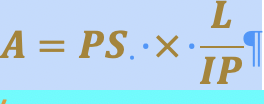 A = PS. × L/IP¶